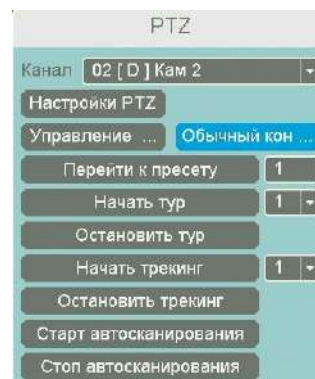 PTZ
Канал 02 [ D ] Кам 2
Настройки PTZ
Управление ... Обычный кон ...
Перейти к пресету 1
Начать тур 1
Остановить тур
Начать трекинг 1
Остановить трекинг
Старт автосканирования
Стоп автосканирования